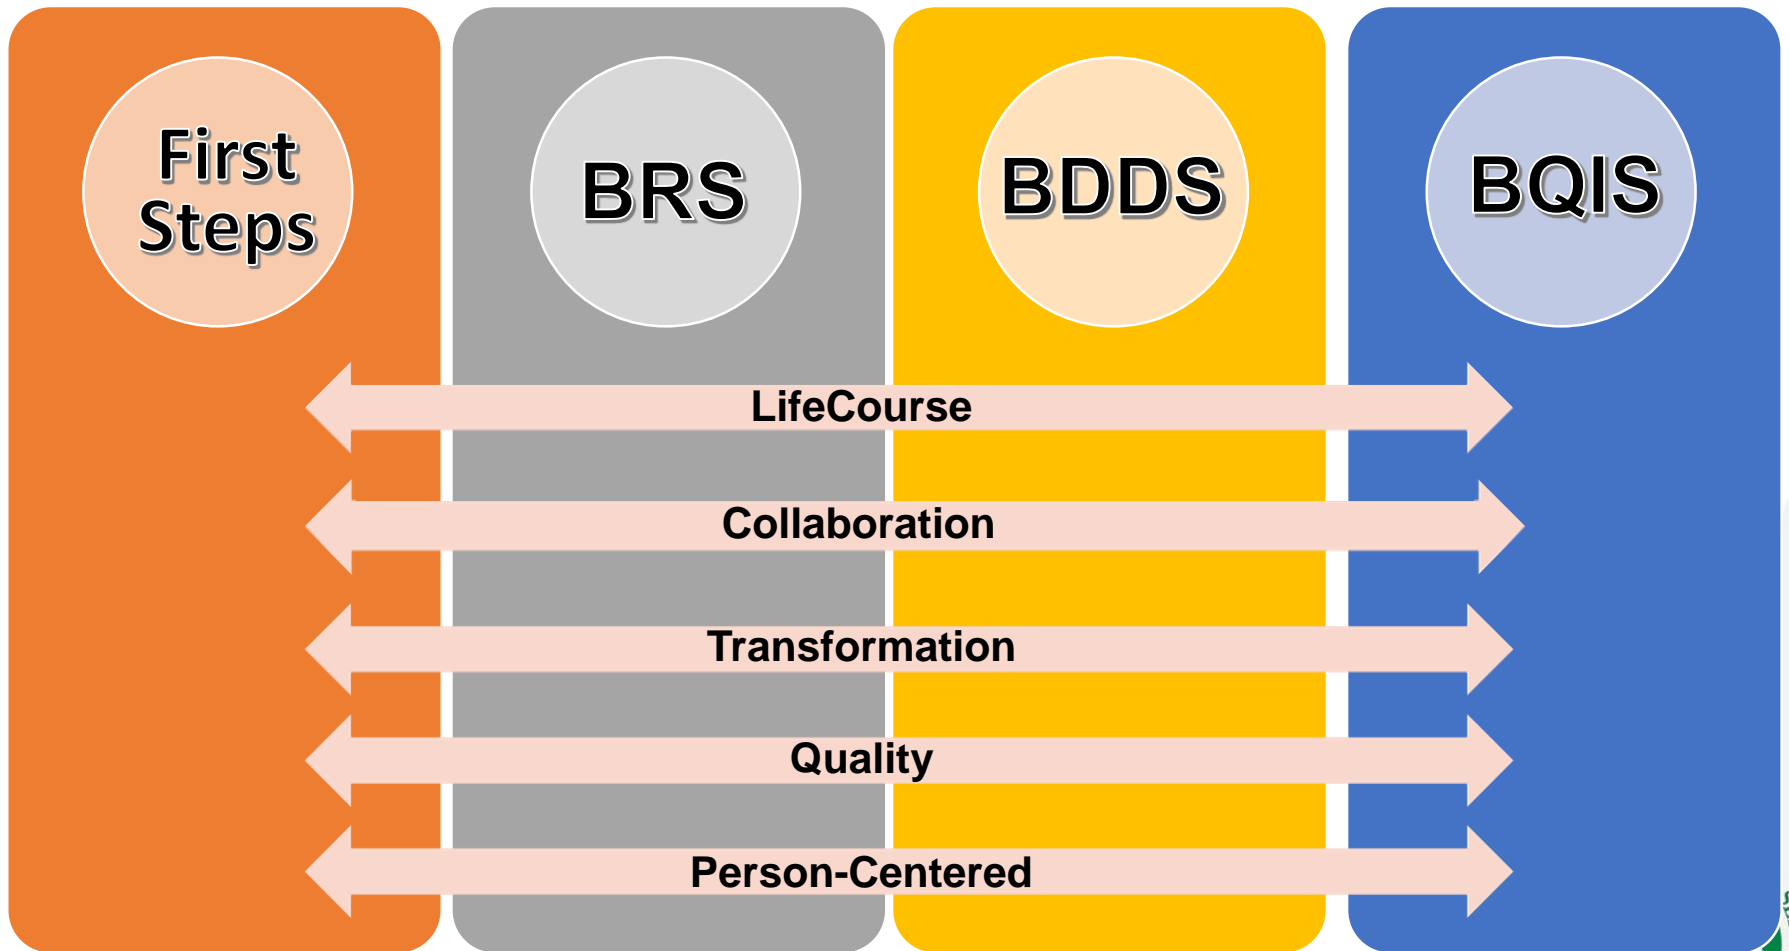 First
Steps
BRS
BDDS
BQIS
LifeCourse
Collaboration
Transformation
Quality
Person-Centered